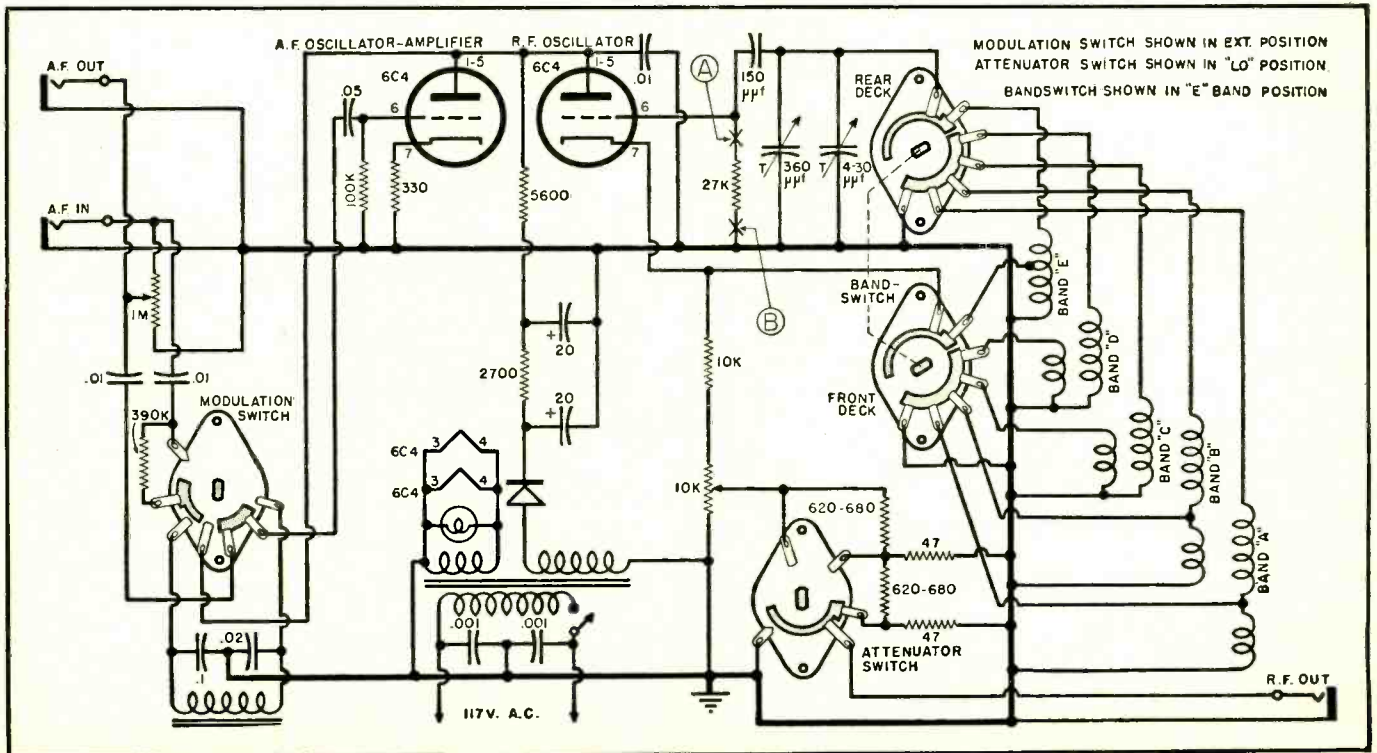 A.F. OSCILLATOR-AMPLIFIER
R.F. OSCILLATOR
MODULATION SWITCH SHOWN IN EXT. POSITION
ATTENUATOR SWITCH SHOWN IN "LO" POSITION
BANDSWITCH SHOWN IN "E" BAND POSITION
A.F. OUT
6C4
1-5
6C4
1-5
.01
A
150
μμf
REAR
DECK
.05
6
7
6
7
A.F. IN
100K
330
5600
27K
T
360
μμf
T
4-30
μμf
B
1M
BAND-
SWITCH
BAND "E"
BAND "D"
+
20
2700
+
20
10K
FRONT
DECK
BAND "C"
BAND "B"
BAND "A"
.01
.01
390K
MODULATION
SWITCH
6C4
3
4
6C4
3
4
10K
620-680
47
620-680
47
.02
.1
.001
.001
ATTENUATOR
SWITCH
117V. A.C.
R.F. OUT